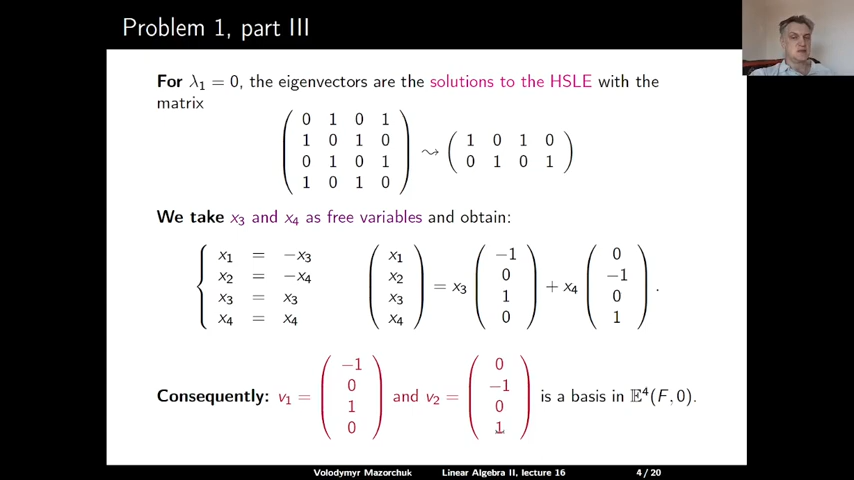 Problem 1, part III
For λ₁ = 0, the eigenvectors are the solutions to the HSLE with the
matrix
( 0 1 0 1
1 0 1 0
0 1 0 1
1 0 1 0 ) ⇝ ( 1 0 1 0
0 1 0 1 )
We take x₃ and x₄ as free variables and obtain:
{ x₁ = −x₃
x₂ = −x₄
x₃ = x₃
x₄ = x₄
( x₁
x₂
x₃
x₄ ) = x₃ ( −1
0
1
0 ) + x₄ ( 0
−1
0
1 ) .
Consequently: v₁ = ( −1
0
1
0 ) and v₂ = ( 0
−1
0
1 ) is a basis in 𝔼⁴(F, 0).
Volodymyr Mazorchuk Linear Algebra II, lecture 16 4 / 20